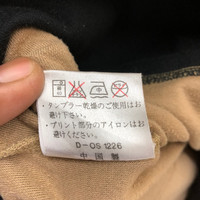 ・タンブラー乾燥のご使用はお
避け下さい。
・プリント部分のアイロンはお
避けください。
D-OS 1226
中国製